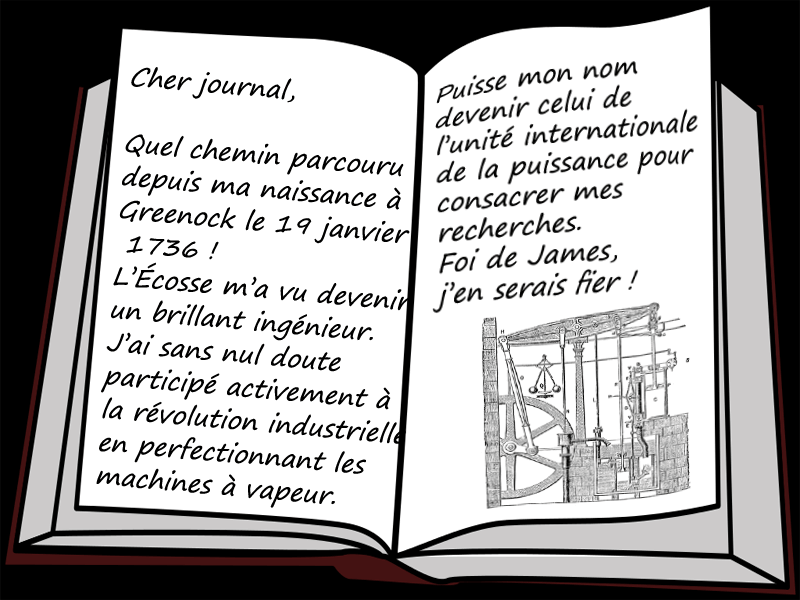 Cher journal,
Quel chemin parcouru
depuis ma naissance à
Greenock le 19 janvier
1736 !
L'Écosse m'a vu devenir
un brillant ingénieur.
J'ai sans nul doute
participé activement à
la révolution industrielle
en perfectionnant les
machines à vapeur.
Puisse mon nom
devenir celui de
l'unité internationale
de la puissance pour
consacrer mes
recherches.
Foi de James,
j'en serais fier !